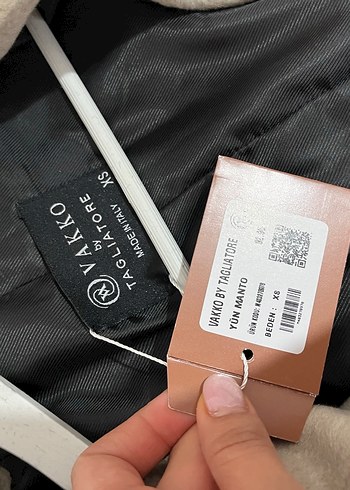 VAKKO
BY
TAGLIATORE
MADE IN ITALY
XS
VAKKO BY TAGLIATORE
YÜN MANTO
BEDEN : XS